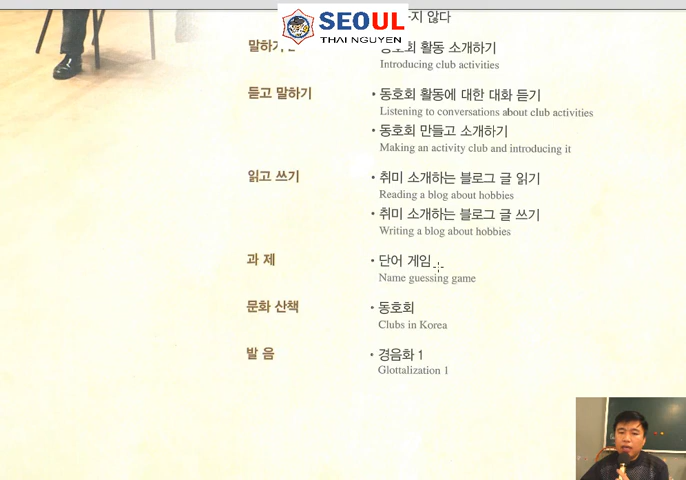 SEOUL
THAI NGUYEN
지 않다
말하기
동호회 활동 소개하기
Introducing club activities
듣고 말하기
• 동호회 활동에 대한 대화 듣기
Listening to conversations about club activities
• 동호회 만들고 소개하기
Making an activity club and introducing it
읽고 쓰기
• 취미 소개하는 블로그 글 읽기
Reading a blog about hobbies
• 취미 소개하는 블로그 글 쓰기
Writing a blog about hobbies
과 제
• 단어 게임
Name guessing game
문화 산책
• 동호회
Clubs in Korea
발 음
• 경음화 1
Glottalization 1